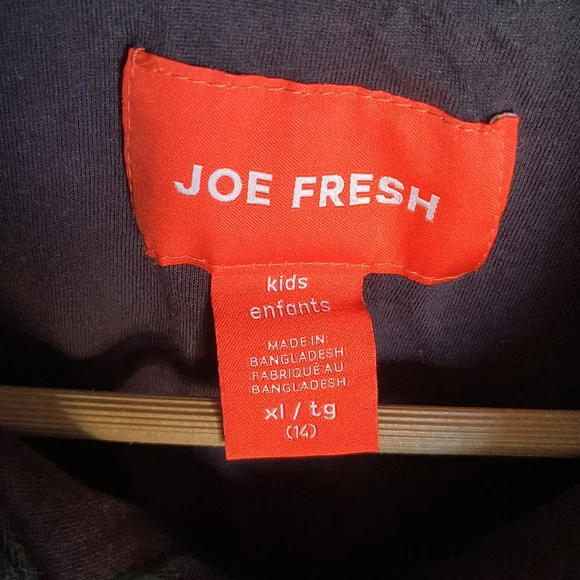 JOE FRESH
kids
enfants
MADE IN
BANGLADESH
FABRIQUÉ AU
BANGLADESH
xl / tg
(14)